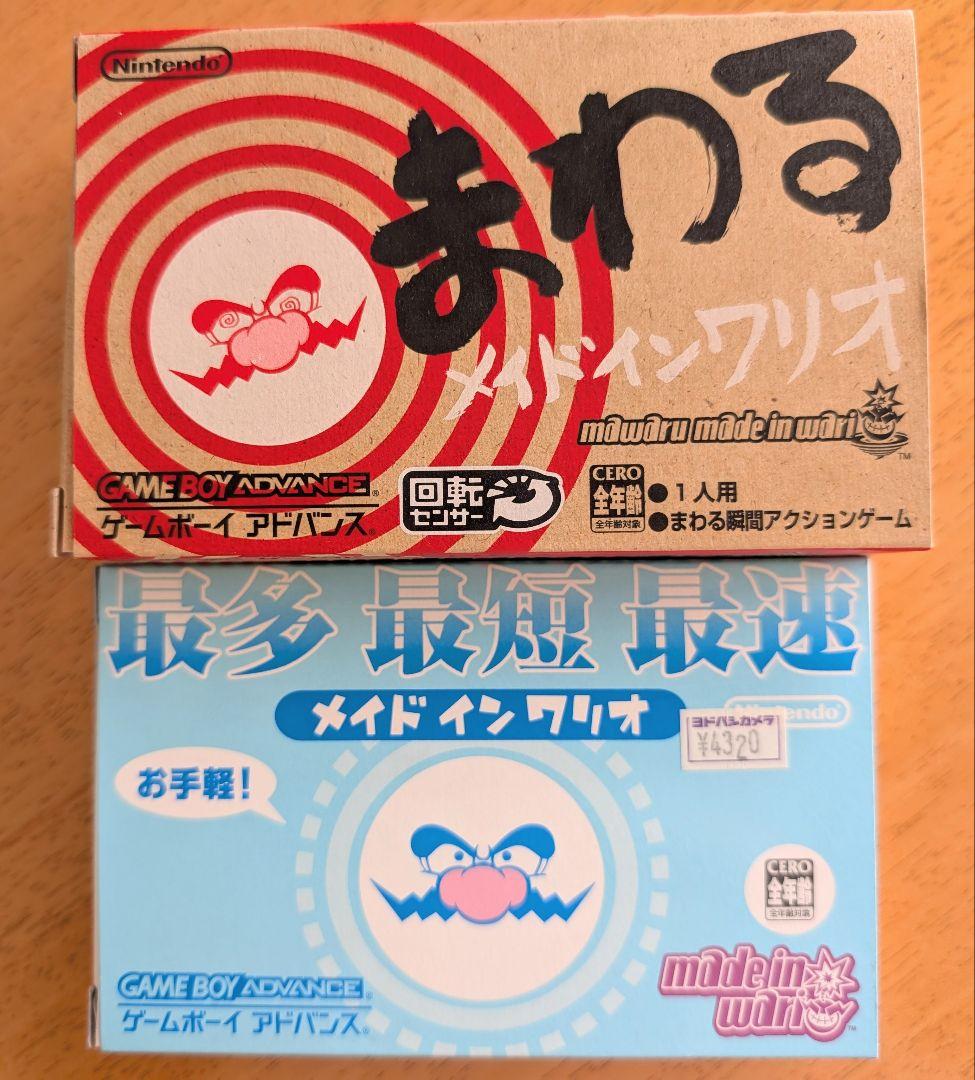 Nintendo
まわる
メイド イン ワリオ
mawaru made in wario
TM
GAME BOY ADVANCE®
ゲームボーイ アドバンス®
回転
センサー
CERO
全年齢
全年齢対象
●1人用
●まわる瞬間アクションゲーム
最多 最短 最速
メイド イン ワリオ
Nintendo
ヨドバシカメラ
¥4320
お手軽!
CERO
全年齢
全年齢対象
GAME BOY ADVANCE®
ゲームボーイ アドバンス®
made in
wario
TM